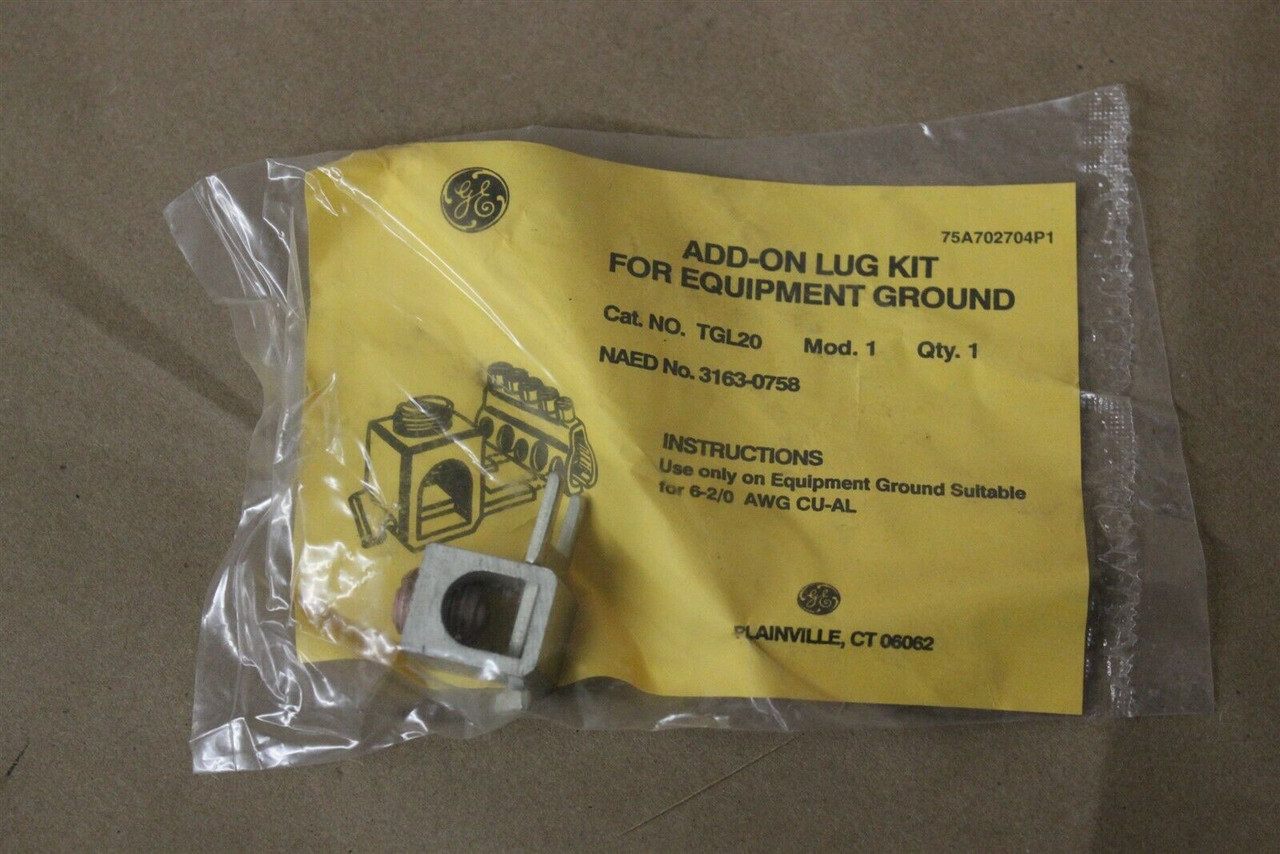 GE
75A702704P1
ADD-ON LUG KIT
FOR EQUIPMENT GROUND
Cat. NO. TGL20 Mod. 1 Qty. 1
NAED No. 3163-0758
INSTRUCTIONS
Use only on Equipment Ground Suitable
for 6-2/0 AWG CU-AL
GE
PLAINVILLE, CT 06062